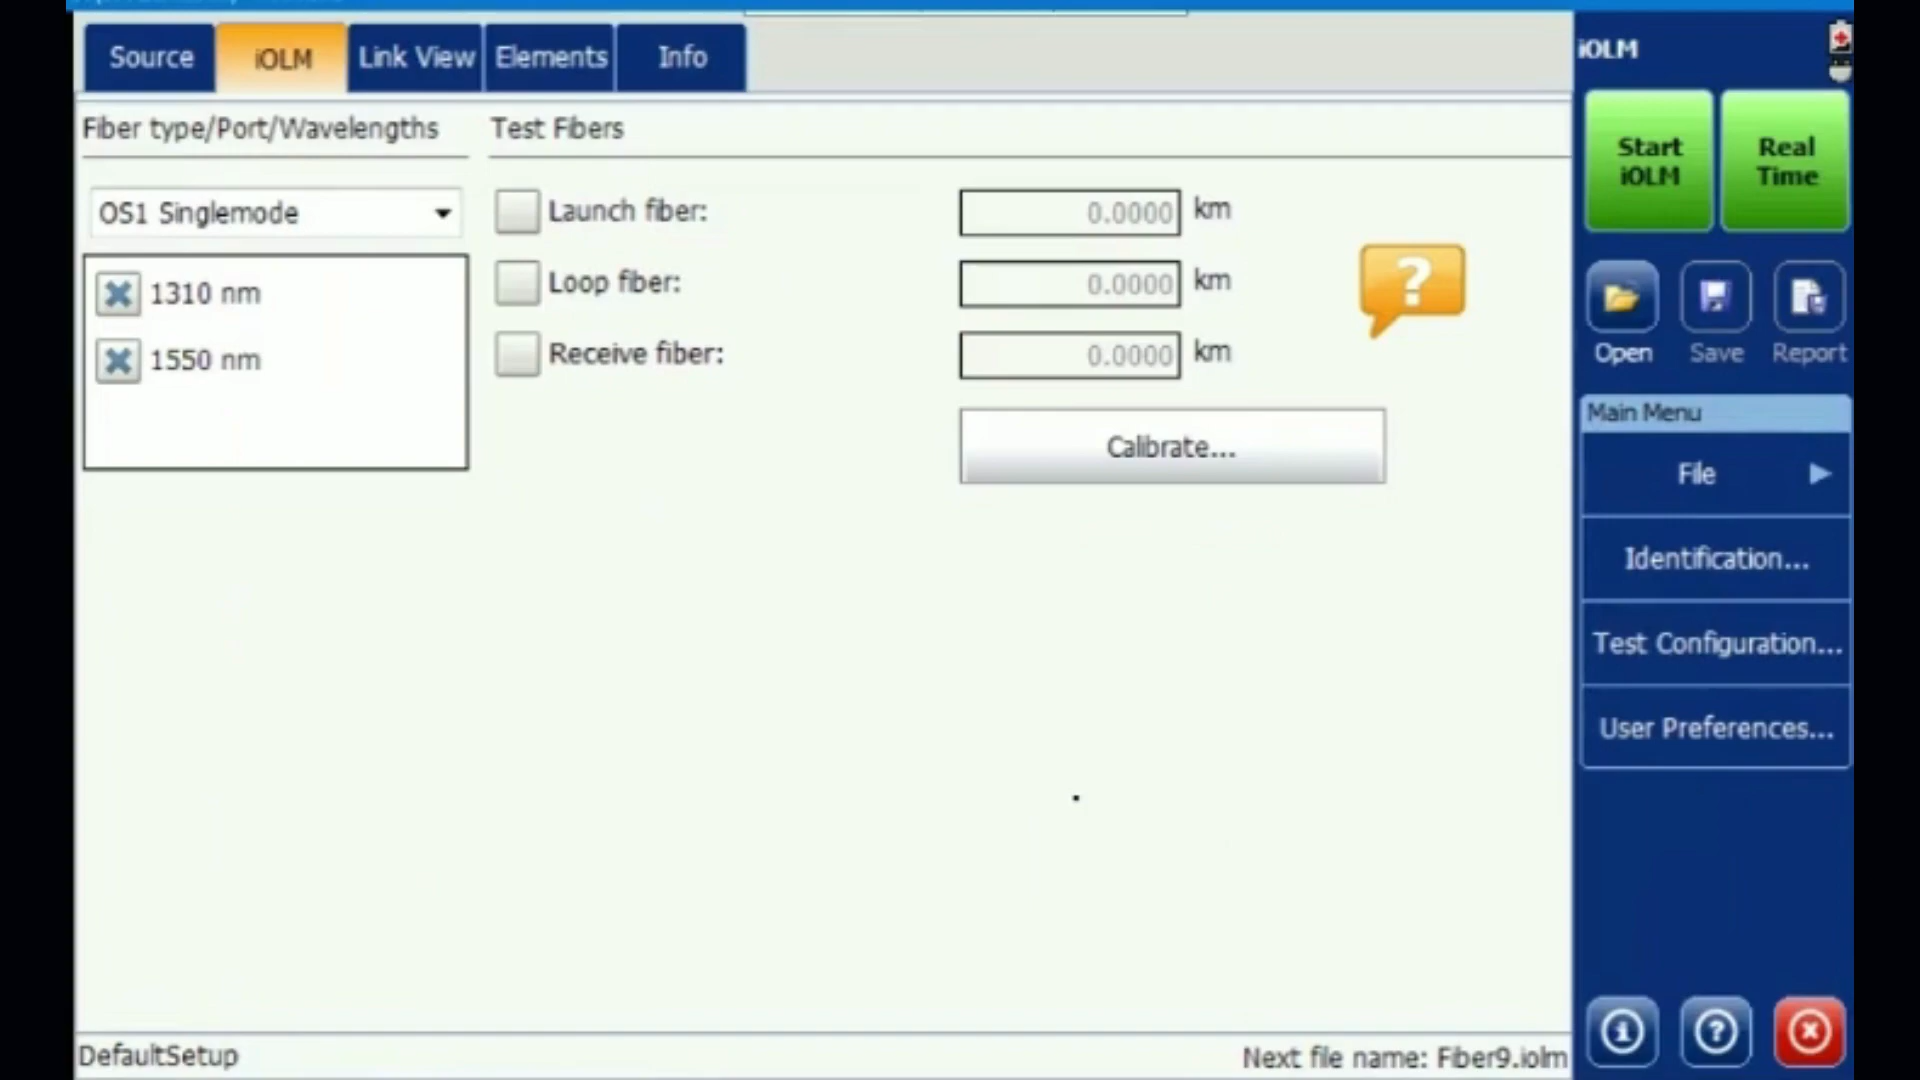 Source
iOLM
Link View
Elements
Info
iOLM
Fiber type/Port/Wavelengths
Test Fibers
Start
iOLM
Real
Time
OS1 Singlemode
Launch fiber:
0.0000
km
1310 nm
Loop fiber:
0.0000
km
?
1550 nm
Receive fiber:
0.0000
km
Open
Save
Report
Calibrate...
Main Menu
File
Identification...
Test Configuration...
User Preferences...
DefaultSetup
Next file name: Fiber9.iolm